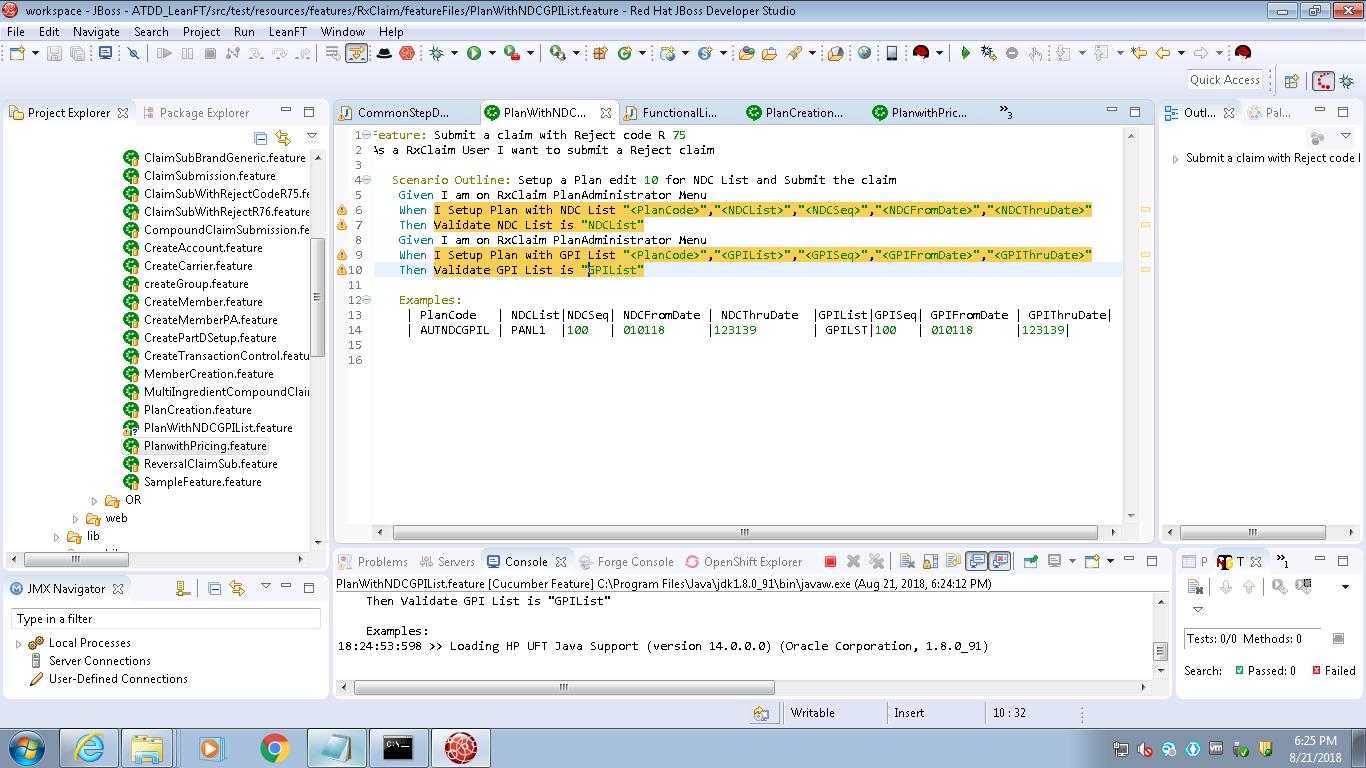 workspace - JBoss - ATDD_LeanFT/src/test/resources/features/RxClaim/featureFiles/PlanWithNDCGPIList.feature - Red Hat JBoss Developer Studio
File Edit Navigate Search Project Run LeanFT Window Help
Quick Access
Project Explorer Package Explorer
ClaimSubBrandGeneric.feature
ClaimSubmission.feature
ClaimSubWithRejectCodeR75.fe
ClaimSubWithRejectR76.feature
CompoundClaimSubmission.fe
CreateAccount.feature
CreateCarrier.feature
createGroup.feature
CreateMember.feature
CreateMemberPA.feature
CreatePartDSetup.feature
CreateTransactionControl.featu
MemberCreation.feature
MultiIngredientCompoundClai
PlanCreation.feature
PlanWithNDCGPIList.feature
PlanwithPricing.feature
ReversalClaimSub.feature
SampleFeature.feature
OR
web
lib
CommonStepD... PlanWithNDC... FunctionalLi... PlanCreation... PlanwithPric... »3
1 Feature: Submit a claim with Reject code R 75
2 As a RxClaim User I want to submit a Reject claim
3
4 Scenario Outline: Setup a Plan edit 10 for NDC List and Submit the claim
5 Given I am on RxClaim PlanAdministrator Menu
6 When I Setup Plan with NDC List "<PlanCode>","<NDCList>","<NDCSeq>","<NDCFromDate>","<NDCThruDate>"
7 Then Validate NDC List is "NDCList"
8 Given I am on RxClaim PlanAdministrator Menu
9 When I Setup Plan with GPI List "<PlanCode>","<GPIList>","<GPISeq>","<GPIFromDate>","<GPIThruDate>"
10 Then Validate GPI List is "GPIList"
11
12 Examples:
13 | PlanCode | NDCList|NDCSeq| NDCFromDate | NDCThruDate |GPIList|GPISeq| GPIFromDate | GPIThruDate|
14 | AUTNDCGPIL | PANL1 |100 | 010118 |123139 | GPILST|100 | 010118 |123139|
15
16
Outl... Pal...
Submit a claim with Reject code I
JMX Navigator
Type in a filter
Local Processes
Server Connections
User-Defined Connections
Problems Servers Console Forge Console OpenShift Explorer
PlanWithNDCGPIList.feature [Cucumber Feature] C:\Program Files\Java\jdk1.8.0_91\bin\javaw.exe (Aug 21, 2018, 6:24:12 PM)
Then Validate GPI List is "GPIList"
Examples:
18:24:53:598 >> Loading HP UFT Java Support (version 14.0.0.0) (Oracle Corporation, 1.8.0_91)
P T »1
Tests: 0/0 Methods: 0
Search: Passed: 0 Failed
Writable Insert 10 : 32
6:25 PM
8/21/2018